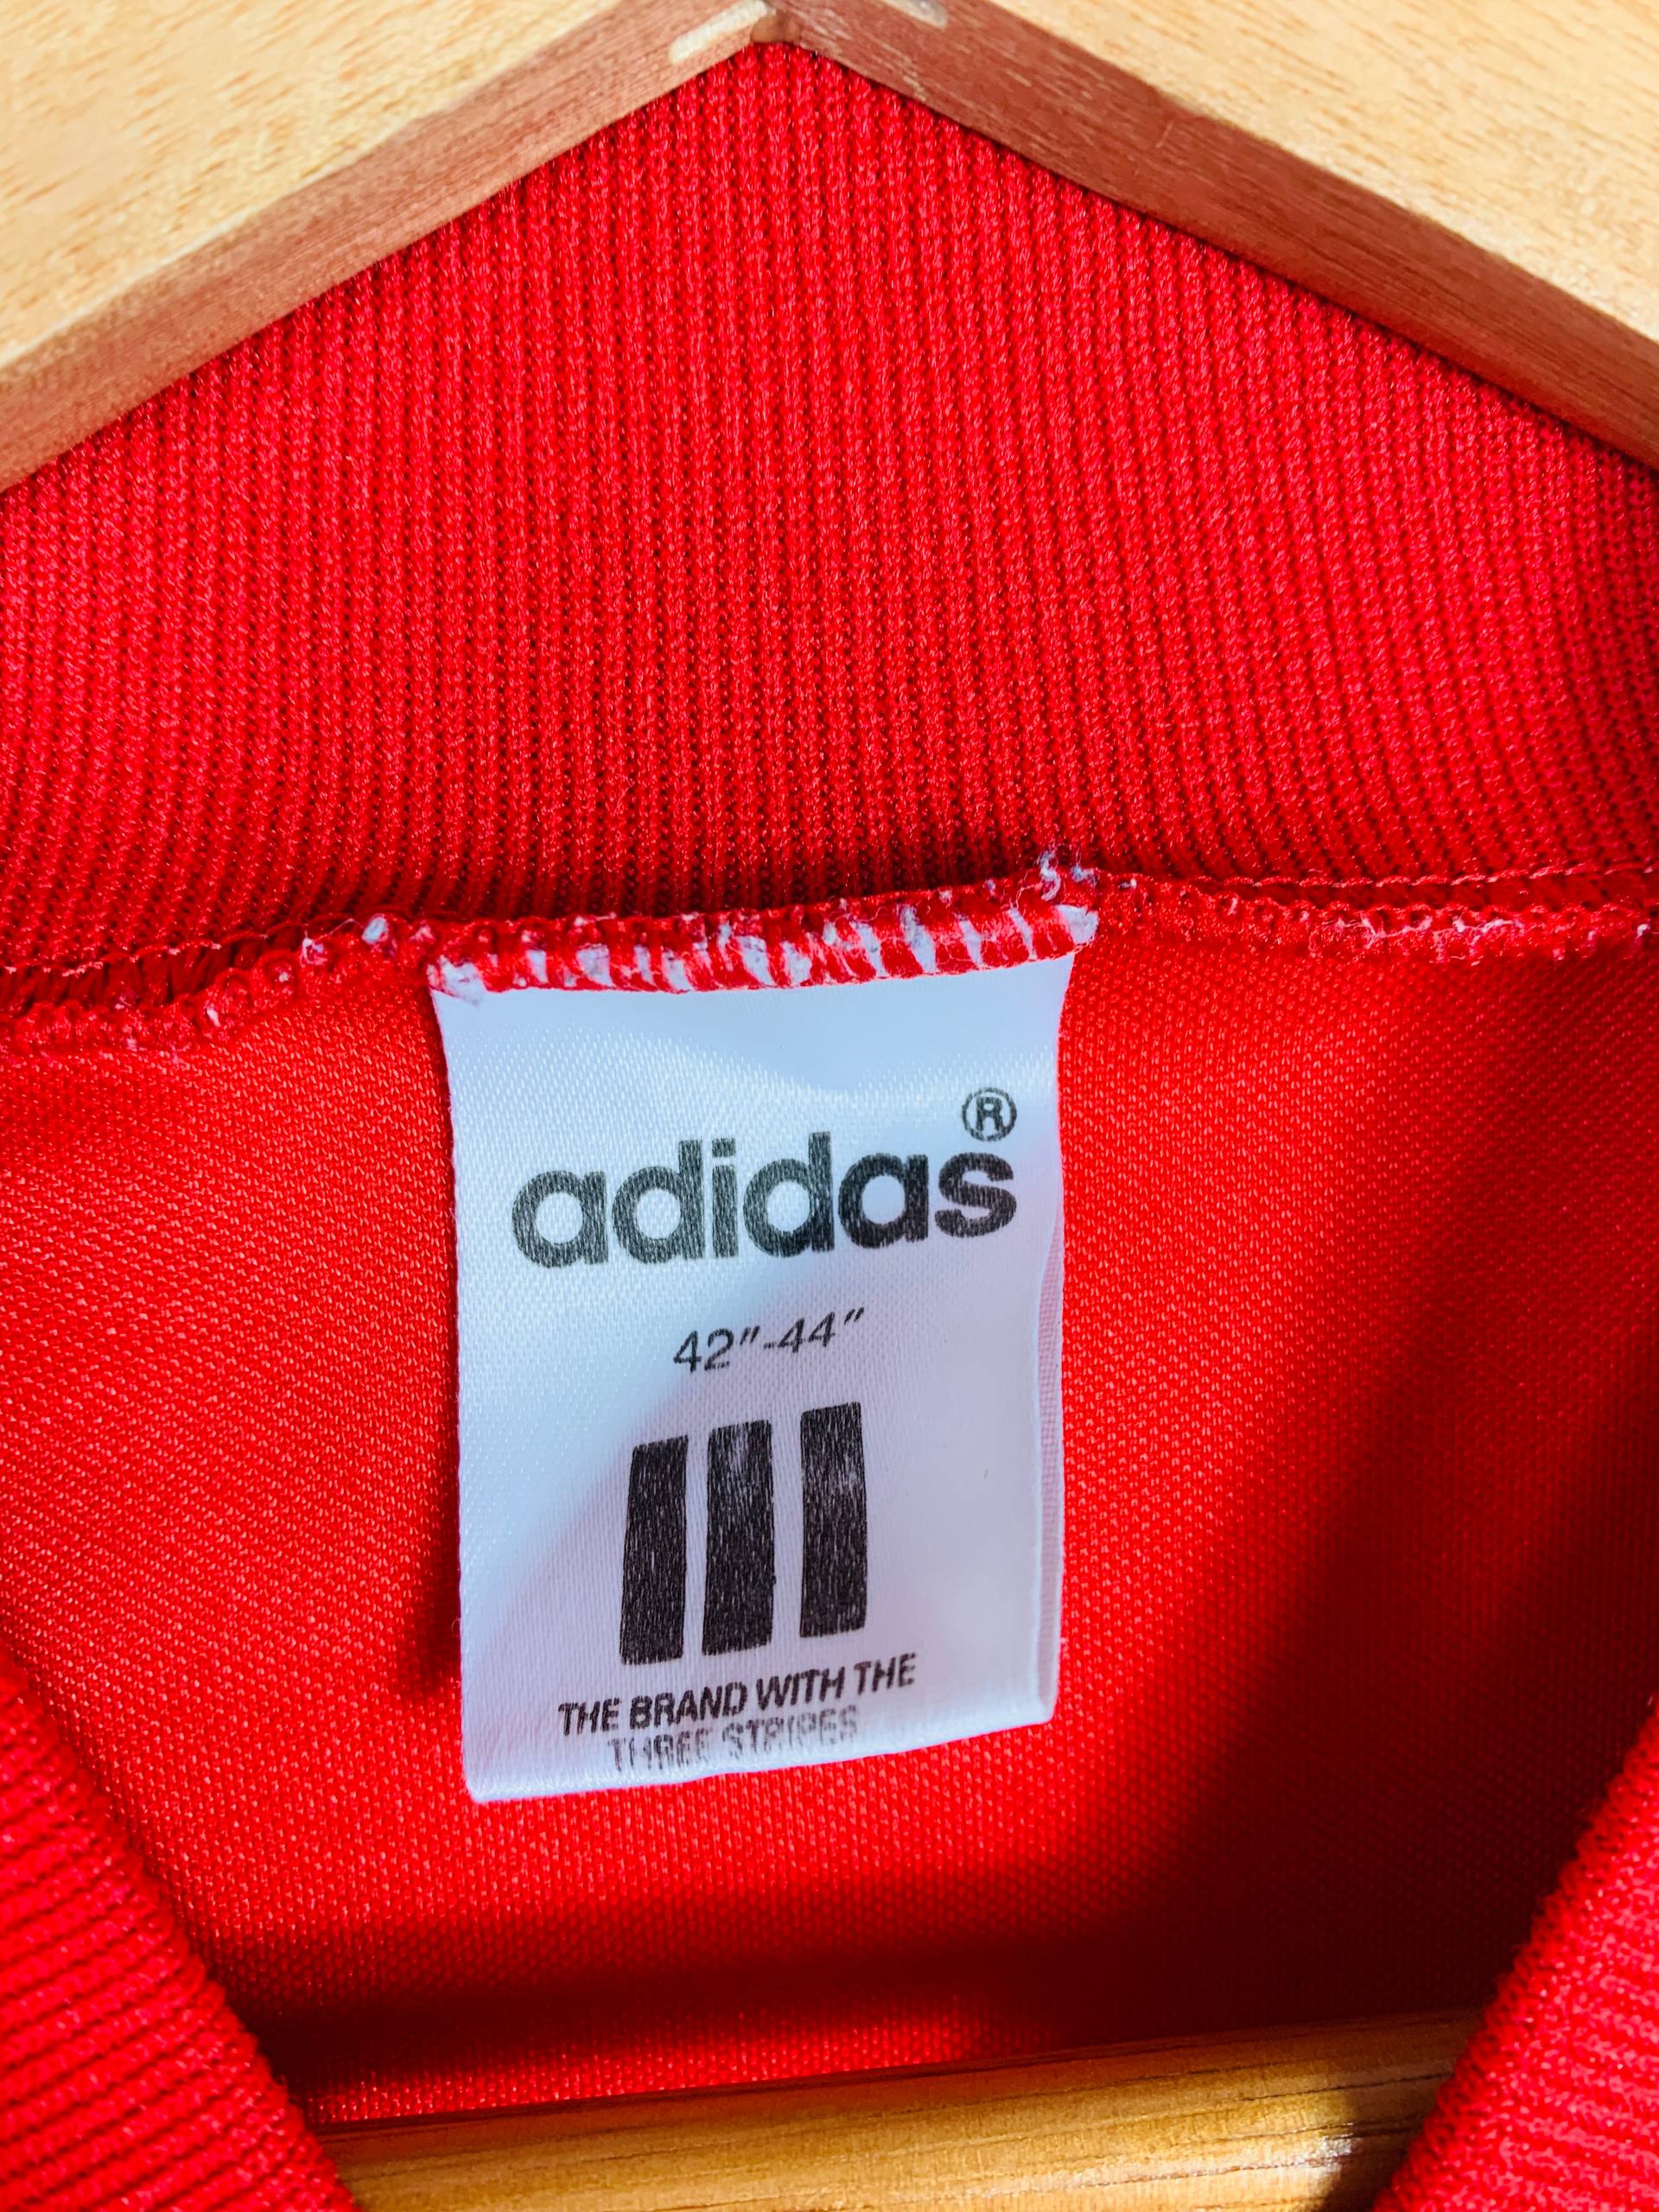 adidas®
42"-44"
THE BRAND WITH THE
THREE STRIPES